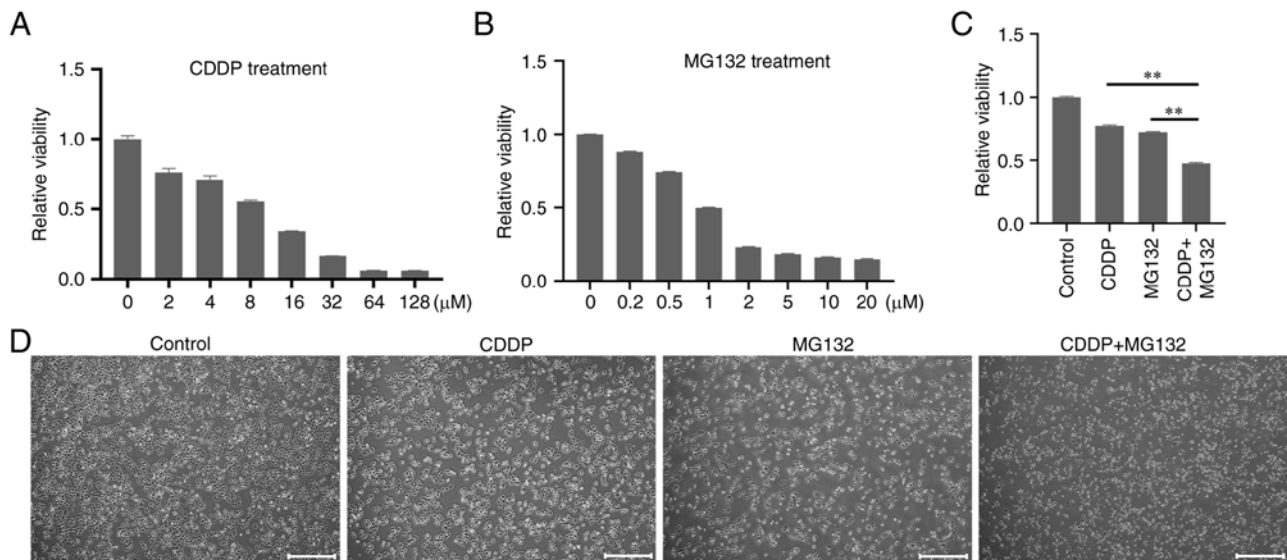 A
CDDP treatment
Relative viability
1.5
1.0
0.5
0.0
0 2 4 8 16 32 64 128 (μM)
B
MG132 treatment
Relative viability
1.5
1.0
0.5
0.0
0 0.2 0.5 1 2 5 10 20 (μM)
C
Relative viability
1.5
1.0
0.5
0.0
**
**
Control
CDDP
MG132
CDDP+
MG132
D
Control
CDDP
MG132
CDDP+MG132